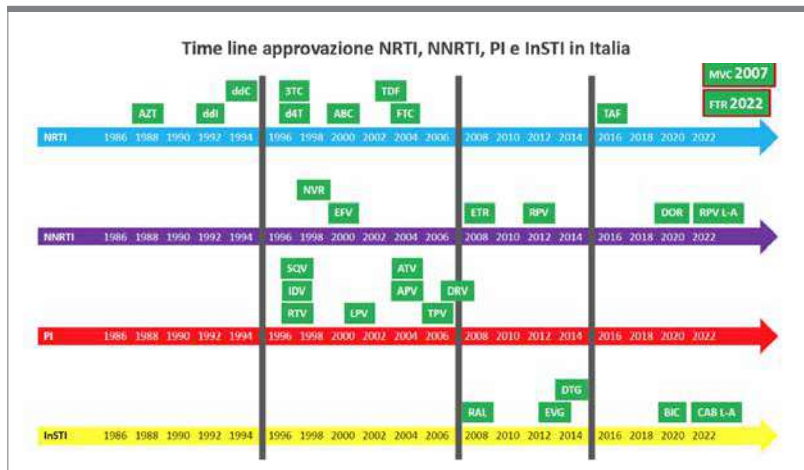 Time line approvazione NRTI, NNRTI, PI e InSTI in Italia
MVC 2007
FTR 2022
ddC 3TC TDF
AZT ddI d4T ABC FTC TAF
NRTI 1986 1988 1990 1992 1994 1996 1998 2000 2002 2004 2006 2008 2010 2012 2014 2016 2018 2020 2022
NVR
EFV ETR RPV DOR RPV L-A
NNRTI 1986 1988 1990 1992 1994 1996 1998 2000 2002 2004 2006 2008 2010 2012 2014 2016 2018 2020 2022
SQV ATV
IDV APV DRV
RTV LPV TPV
PI 1986 1988 1990 1992 1994 1996 1998 2000 2002 2004 2006 2008 2010 2012 2014 2016 2018 2020 2022
DTG
RAL EVG BIC CAB L-A
InSTI 1986 1988 1990 1992 1994 1996 1998 2000 2002 2004 2006 2008 2010 2012 2014 2016 2018 2020 2022